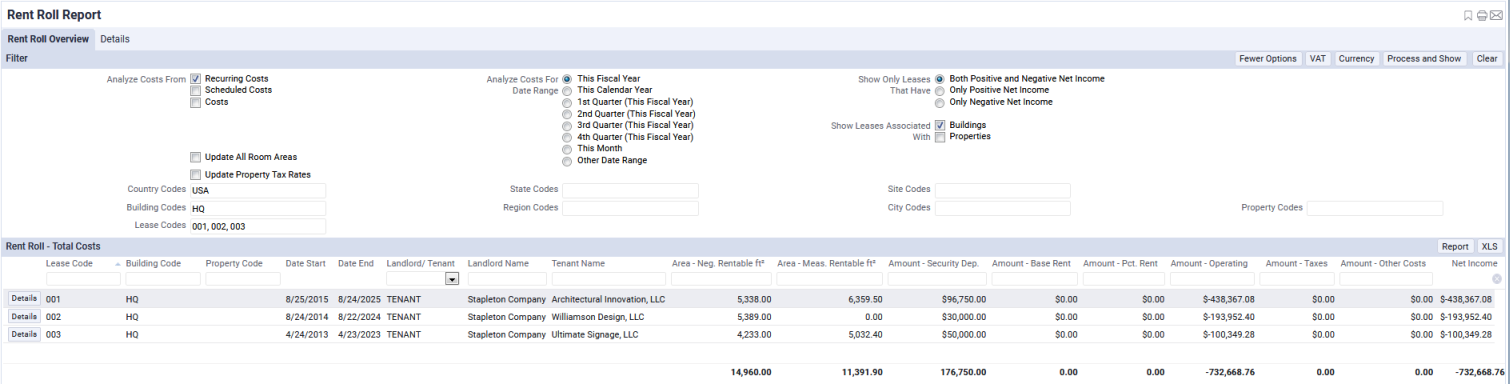 Rent Roll Report
Rent Roll Overview Details
Filter Fewer Options VAT Currency Process and Show Clear
Analyze Costs From Recurring Costs Analyze Costs For This Fiscal Year Show Only Leases Both Positive and Negative Net Income
Scheduled Costs Date Range This Calendar Year That Have Only Positive Net Income
Costs 1st Quarter (This Fiscal Year) Only Negative Net Income
2nd Quarter (This Fiscal Year)
3rd Quarter (This Fiscal Year) Show Leases Associated Buildings
4th Quarter (This Fiscal Year) With Properties
This Month
Update All Room Areas Other Date Range
Update Property Tax Rates
Country Codes USA State Codes Site Codes
Building Codes HQ Region Codes City Codes Property Codes
Lease Codes 001, 002, 003
Rent Roll - Total Costs Report XLS
Lease Code Building Code Property Code Date Start Date End Landlord/ Tenant Landlord Name Tenant Name Area - Neg. Rentable ft² Area - Meas. Rentable ft² Amount - Security Dep. Amount - Base Rent Amount - Pct. Rent Amount - Operating Amount - Taxes Amount - Other Costs Net Income
Details 001 HQ 8/25/2015 8/24/2025 TENANT Stapleton Company Architectural Innovation, LLC 5,338.00 6,359.50 $96,750.00 $0.00 $0.00 $-438,367.08 $0.00 $0.00 $-438,367.08
Details 002 HQ 8/24/2014 8/22/2024 TENANT Stapleton Company Williamson Design, LLC 5,389.00 0.00 $30,000.00 $0.00 $0.00 $-193,952.40 $0.00 $0.00 $-193,952.40
Details 003 HQ 4/24/2013 4/23/2023 TENANT Stapleton Company Ultimate Signage, LLC 4,233.00 5,032.40 $50,000.00 $0.00 $0.00 $-100,349.28 $0.00 $0.00 $-100,349.28
14,960.00 11,391.90 176,750.00 0.00 0.00 -732,668.76 0.00 0.00 -732,668.76